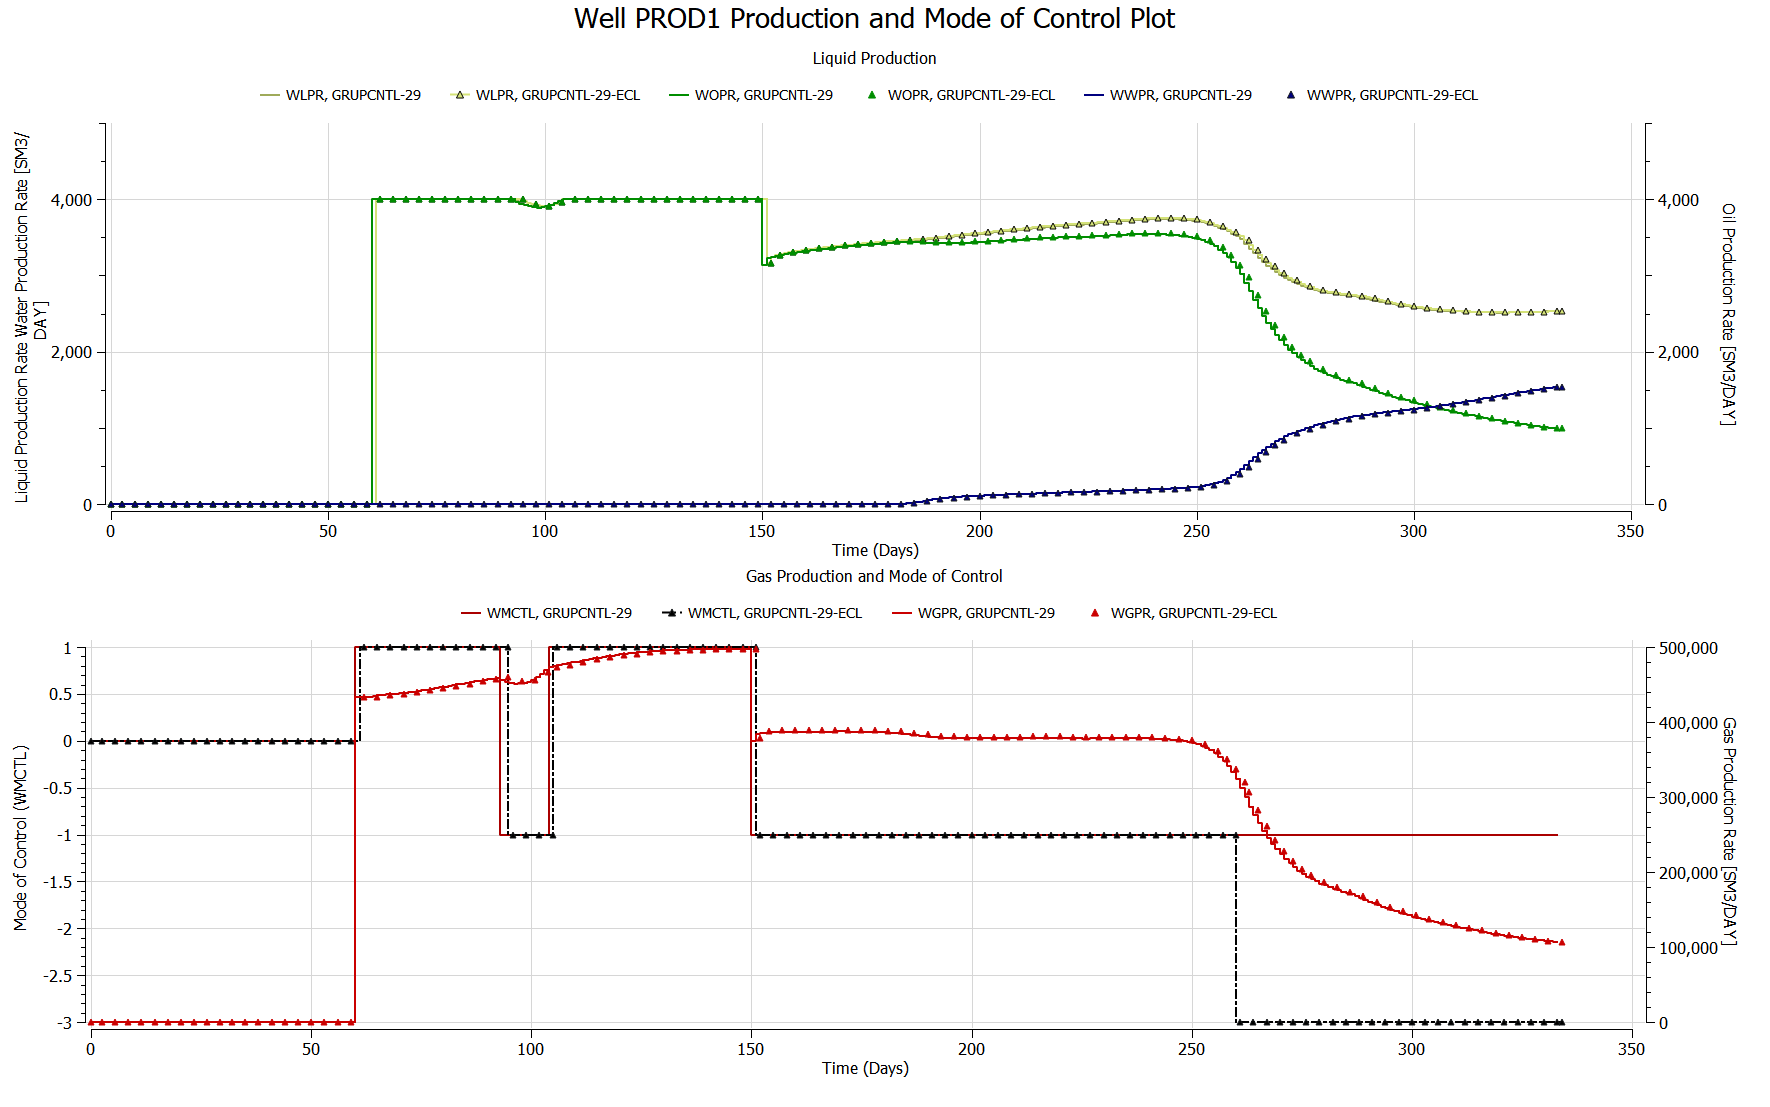 Well PROD1 Production and Mode of Control Plot
Liquid Production
WLPR, GRUPCNTL-29
WLPR, GRUPCNTL-29-ECL
WOPR, GRUPCNTL-29
WOPR, GRUPCNTL-29-ECL
WWPR, GRUPCNTL-29
WWPR, GRUPCNTL-29-ECL
Liquid Production Rate Water Production Rate [SM3/
DAY]
4,000
2,000
0
4,000
2,000
0
Oil Production Rate [SM3/DAY]
0
50
100
150
200
250
300
350
Time (Days)
Gas Production and Mode of Control
WMCTL, GRUPCNTL-29
WMCTL, GRUPCNTL-29-ECL
WGPR, GRUPCNTL-29
WGPR, GRUPCNTL-29-ECL
Mode of Control (WMCTL)
1
0.5
0
-0.5
-1
-1.5
-2
-2.5
-3
500,000
400,000
300,000
200,000
100,000
0
Gas Production Rate [SM3/DAY]
0
50
100
150
200
250
300
350
Time (Days)